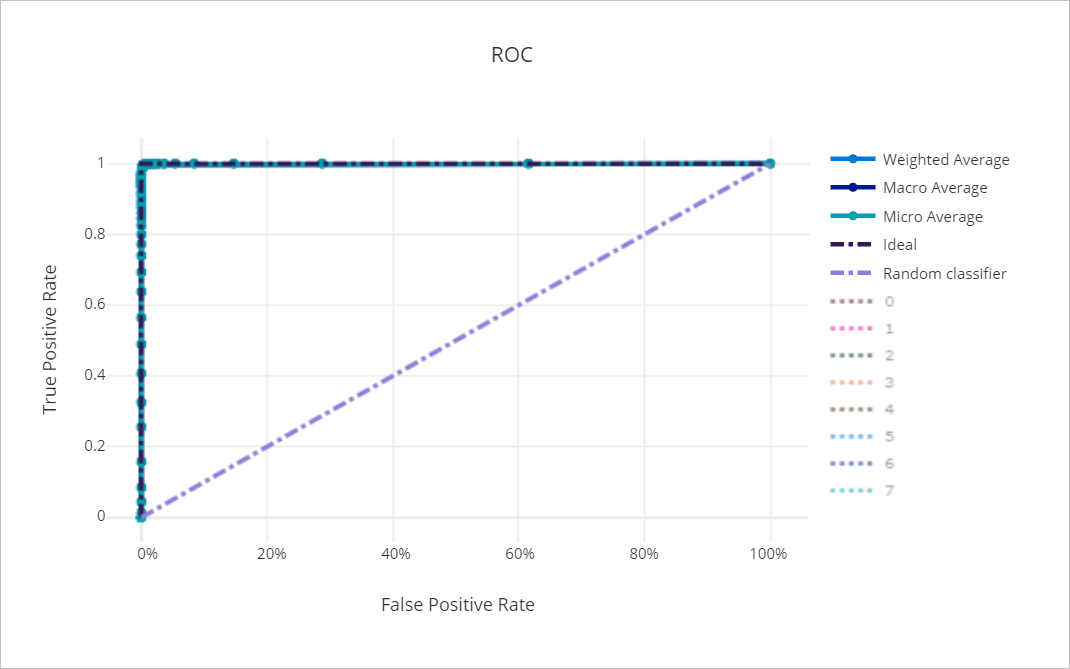 ROC
True Positive Rate
1
0.8
0.6
0.4
0.2
0
0% 20% 40% 60% 80% 100%
False Positive Rate
Weighted Average
Macro Average
Micro Average
Ideal
Random classifier
0
1
2
3
4
5
6
7